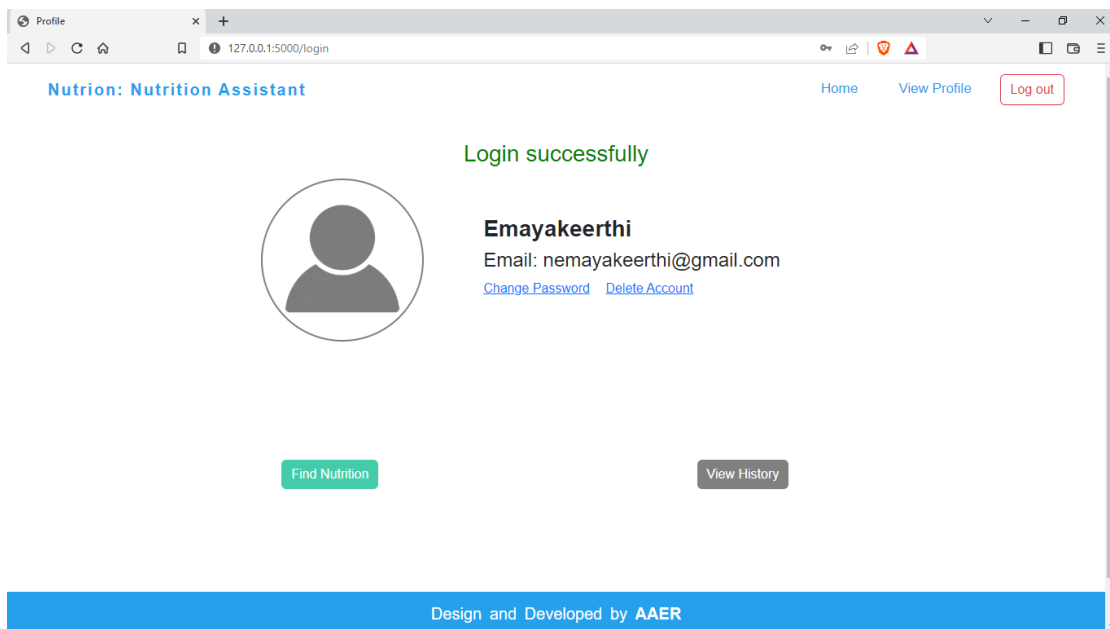 Profile
127.0.0.1:5000/login
Nutrion: Nutrition Assistant Home View Profile Log out
Login successfully
Emayakeerthi
Email: nemayakeerthi@gmail.com
Change Password Delete Account
Find Nutrition View History
Design and Developed by AAER